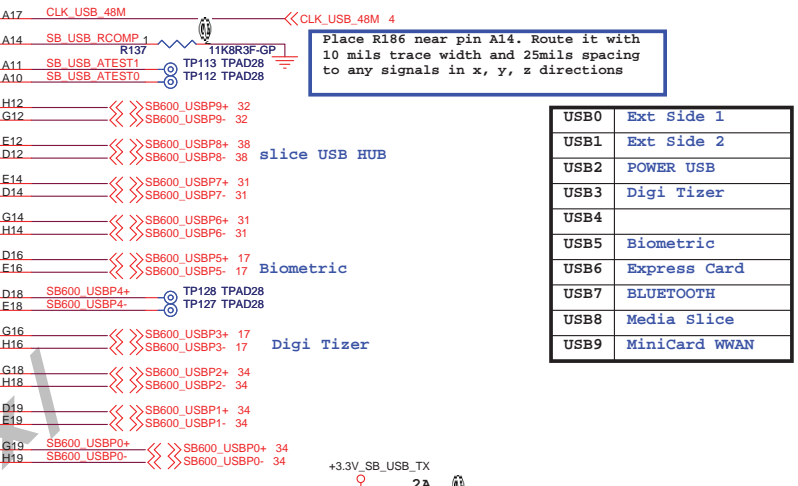 A17 CLK_USB_48M CLK_USB_48M 4
A14 SB_USB_RCOMP 1 R137 11K8R3F-GP
A11 SB_USB_ATEST1 TP113 TPAD28
A10 SB_USB_ATEST0 TP112 TPAD28
Place R186 near pin A14. Route it with
10 mils trace width and 25mils spacing
to any signals in x, y, z directions
H12 SB600_USBP9+ 32
G12 SB600_USBP9- 32
E12 SB600_USBP8+ 38
D12 SB600_USBP8- 38
slice USB HUB
E14 SB600_USBP7+ 31
D14 SB600_USBP7- 31
G14 SB600_USBP6+ 31
H14 SB600_USBP6- 31
D16 SB600_USBP5+ 17
E16 SB600_USBP5- 17
Biometric
D18 SB600_USBP4+ TP128 TPAD28
E18 SB600_USBP4- TP127 TPAD28
G16 SB600_USBP3+ 17
H16 SB600_USBP3- 17
Digi Tizer
G18 SB600_USBP2+ 34
H18 SB600_USBP2- 34
D19 SB600_USBP1+ 34
E19 SB600_USBP1- 34
G19 SB600_USBP0+ SB600_USBP0+ 34
H19 SB600_USBP0- SB600_USBP0- 34
USB0 Ext Side 1
USB1 Ext Side 2
USB2 POWER USB
USB3 Digi Tizer
USB4
USB5 Biometric
USB6 Express Card
USB7 BLUETOOTH
USB8 Media Slice
USB9 MiniCard WWAN
+3.3V_SB_USB_TX
2A